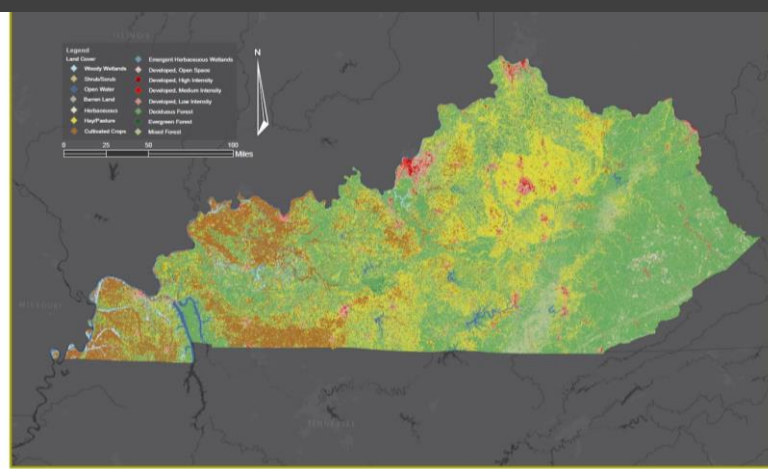 ILLINOIS
Legend
Land Cover
Woody Wetlands
Shrub/Scrub
Open Water
Barren Land
Herbaceuous
Hay/Pasture
Cultivated Crops
Emergent Herbaceuous Wetlands
Developed, Open Space
Developed, High Intensity
Developed, Medium Intensity
Developed, Low Intensity
Deciduous Forest
Evergreen Forest
Mixed Forest
N
0 25 50 100
Miles